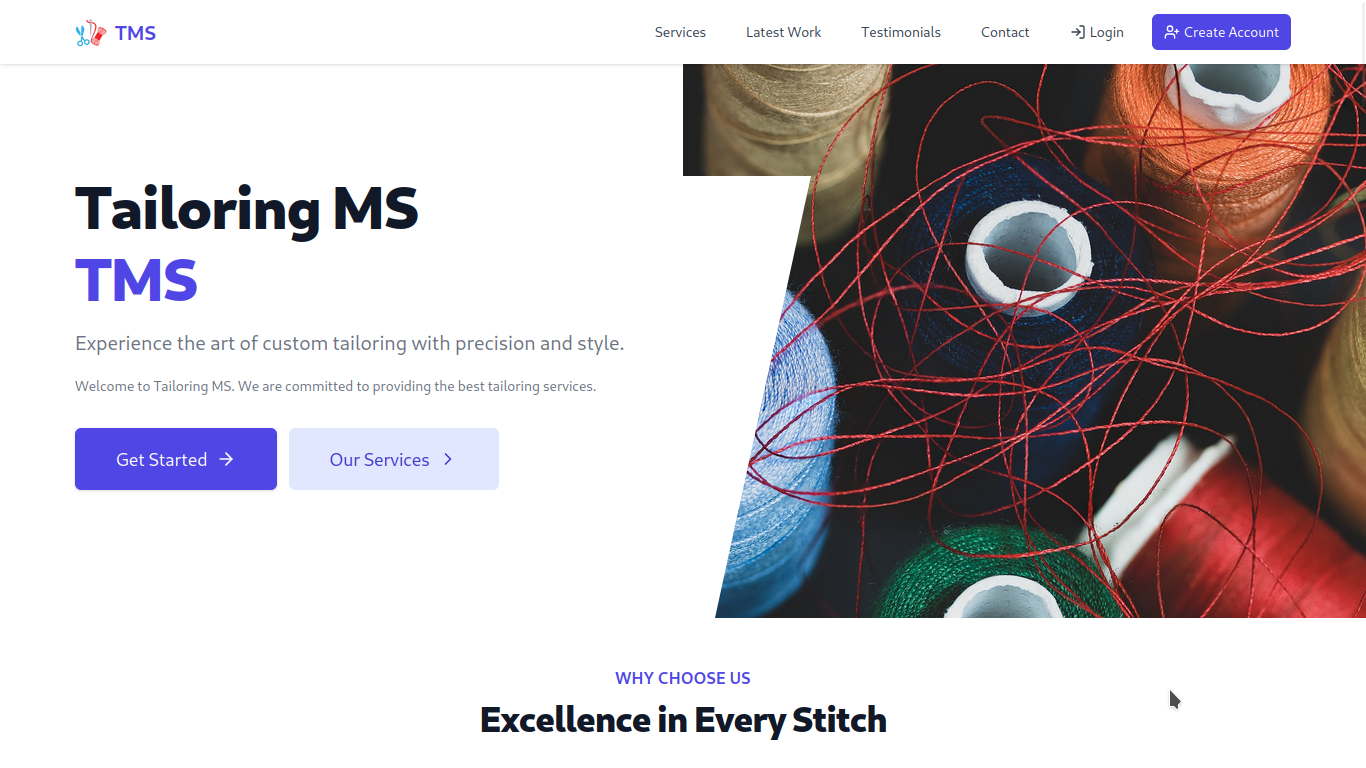 TMS
Services
Latest Work
Testimonials
Contact
Login
Create Account
Tailoring MS
TMS
Experience the art of custom tailoring with precision and style.
Welcome to Tailoring MS. We are committed to providing the best tailoring services.
Get Started
Our Services
WHY CHOOSE US
Excellence in Every Stitch